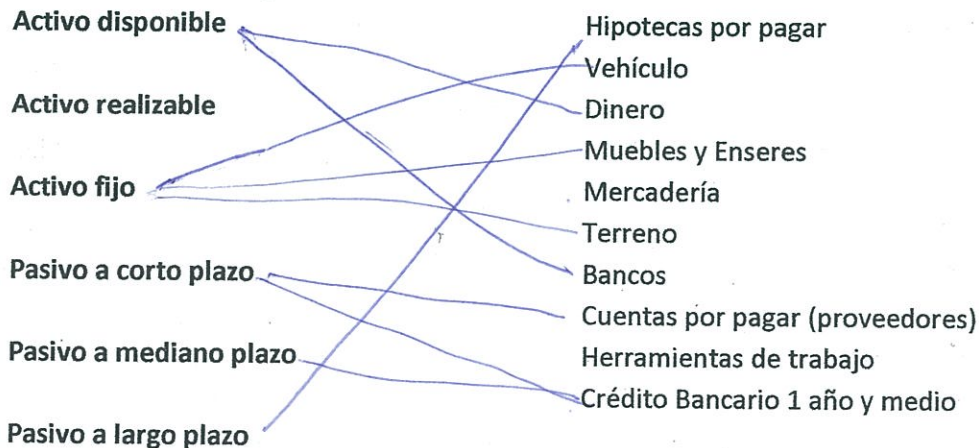 Activo disponible
Activo realizable
Activo fijo
Pasivo a corto plazo
Pasivo a mediano plazo
Pasivo a largo plazo
Hipotecas por pagar
Vehículo
Dinero
Muebles y Enseres
Mercadería
Terreno
Bancos
Cuentas por pagar (proveedores)
Herramientas de trabajo
Crédito Bancario 1 año y medio